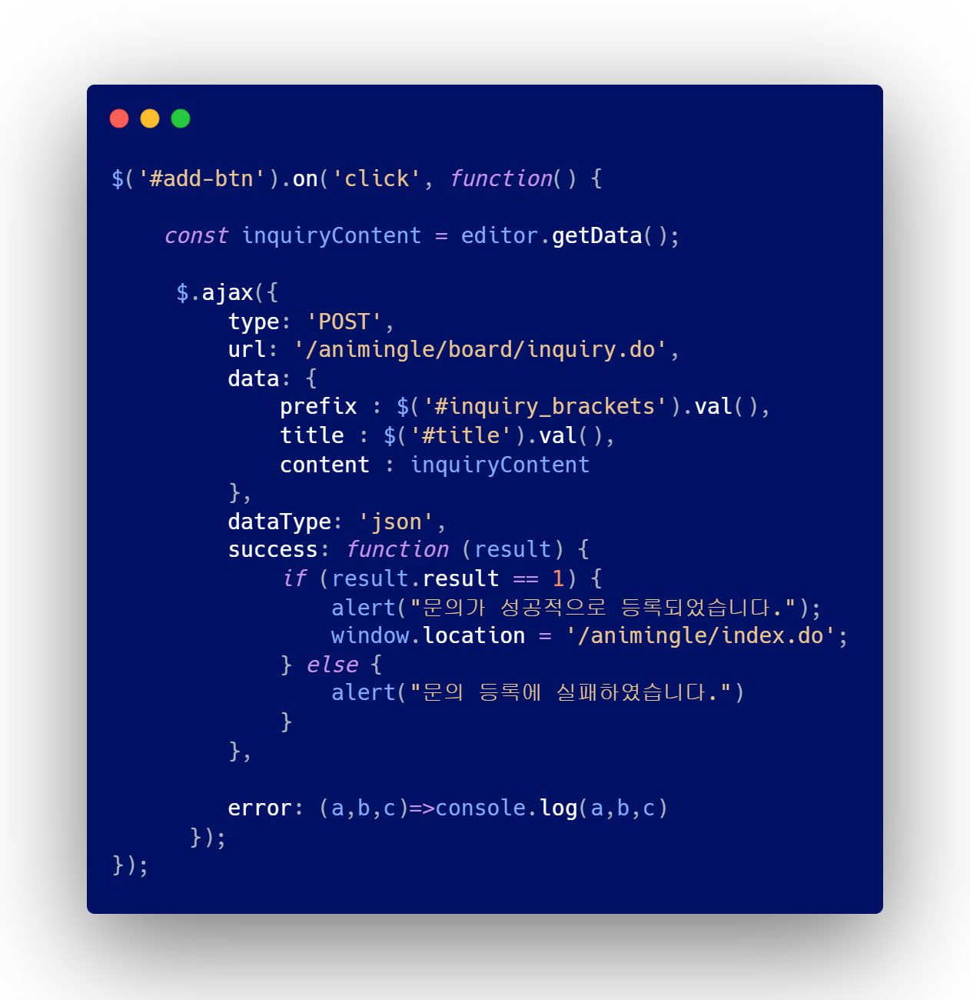 $('#add-btn').on('click', function() {
const inquiryContent = editor.getData();
$.ajax({
type: 'POST',
url: '/animingle/board/inquiry.do',
data: {
prefix : $('#inquiry_brackets').val(),
title : $('#title').val(),
content : inquiryContent
},
dataType: 'json',
success: function (result) {
if (result.result == 1) {
alert("문의가 성공적으로 등록되었습니다.");
window.location = '/animingle/index.do';
} else {
alert("문의 등록에 실패하였습니다.")
}
},
error: (a,b,c)=>console.log(a,b,c)
});
});